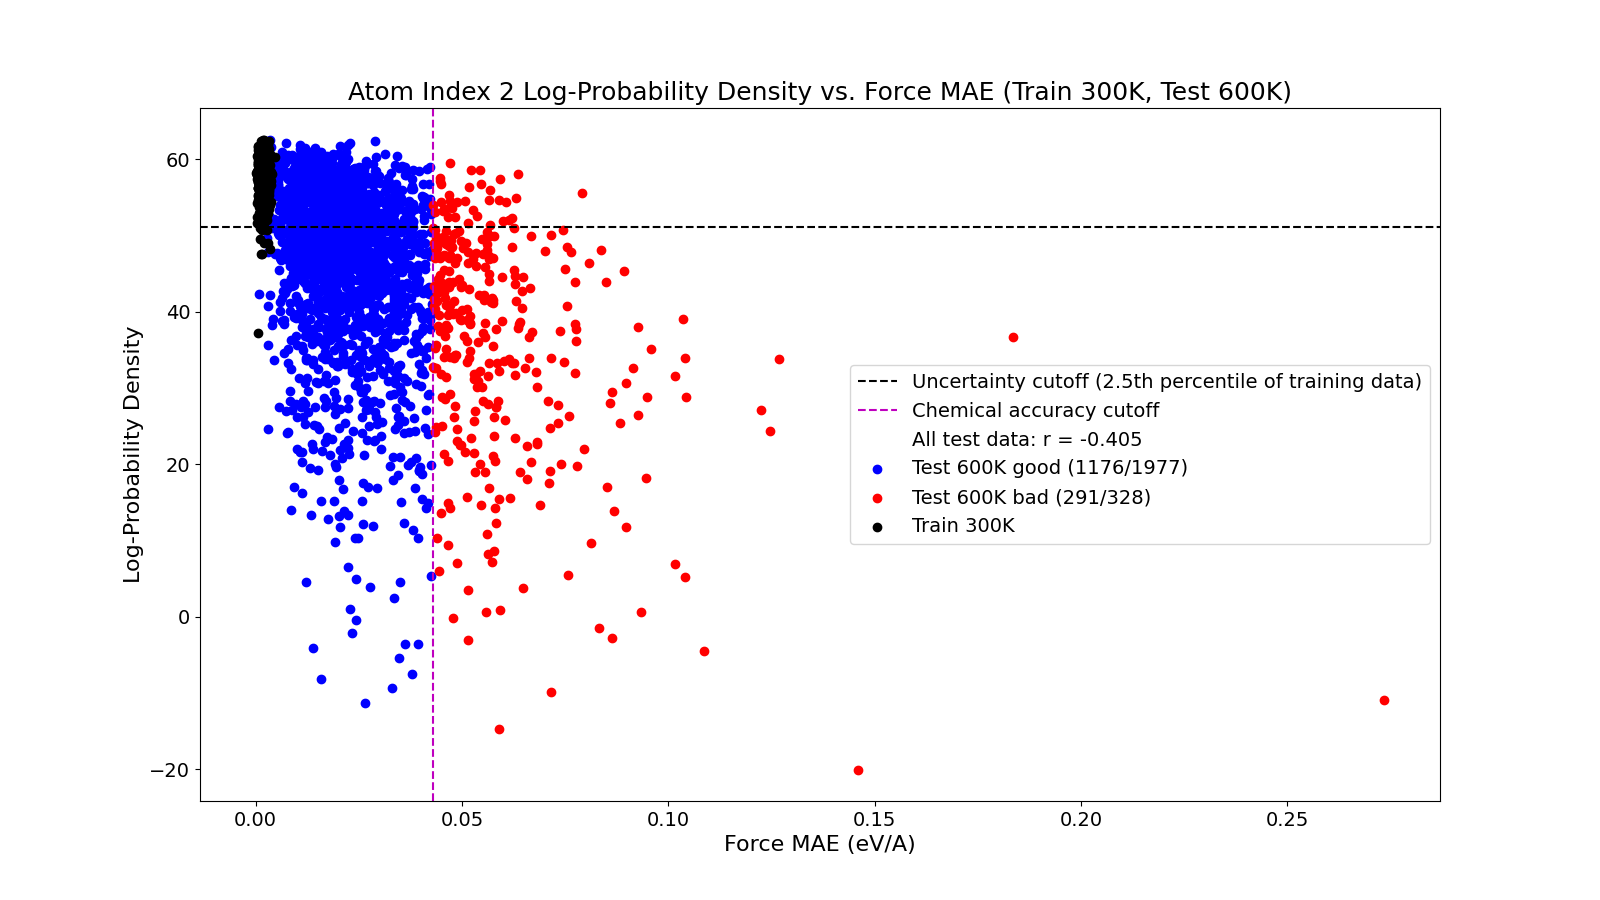 Atom Index 2 Log-Probability Density vs. Force MAE (Train 300K, Test 600K)
60
40
20
0
−20
Log-Probability Density
Uncertainty cutoff (2.5th percentile of training data)
Chemical accuracy cutoff
All test data: r = -0.405
Test 600K good (1176/1977)
Test 600K bad (291/328)
Train 300K
0.00 0.05 0.10 0.15 0.20 0.25
Force MAE (eV/A)